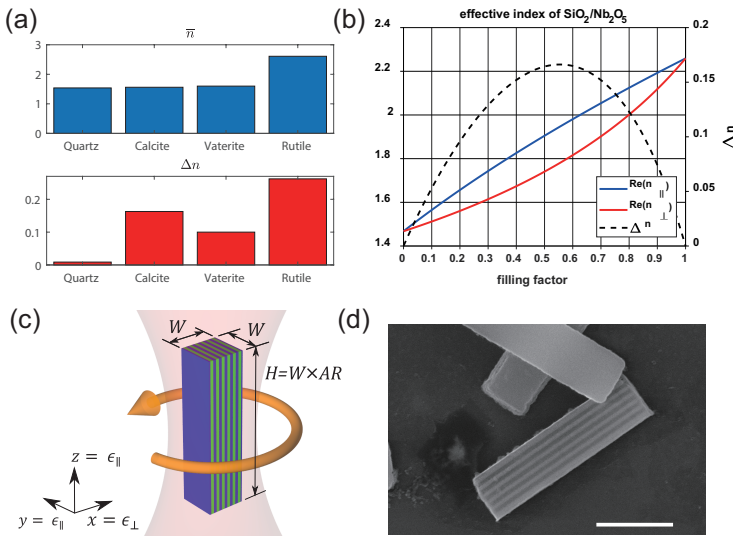 (a)
n̅
3
2
1
0
Quartz Calcite Vaterite Rutile
Δn
0.2
0.1
0
Quartz Calcite Vaterite Rutile
(b)
effective index of SiO₂/Nb₂O₅
2.4 0.2
2.2 0.15
2 0.1
1.8
1.6 0.05
1.4 0
Δn
Re(n∥)
Re(n⊥)
Δn
0 0.1 0.2 0.3 0.4 0.5 0.6 0.7 0.8 0.9 1
filling factor
(c)
W W
H=W×AR
z = ϵ∥
y = ϵ∥ x = ϵ⊥
(d)